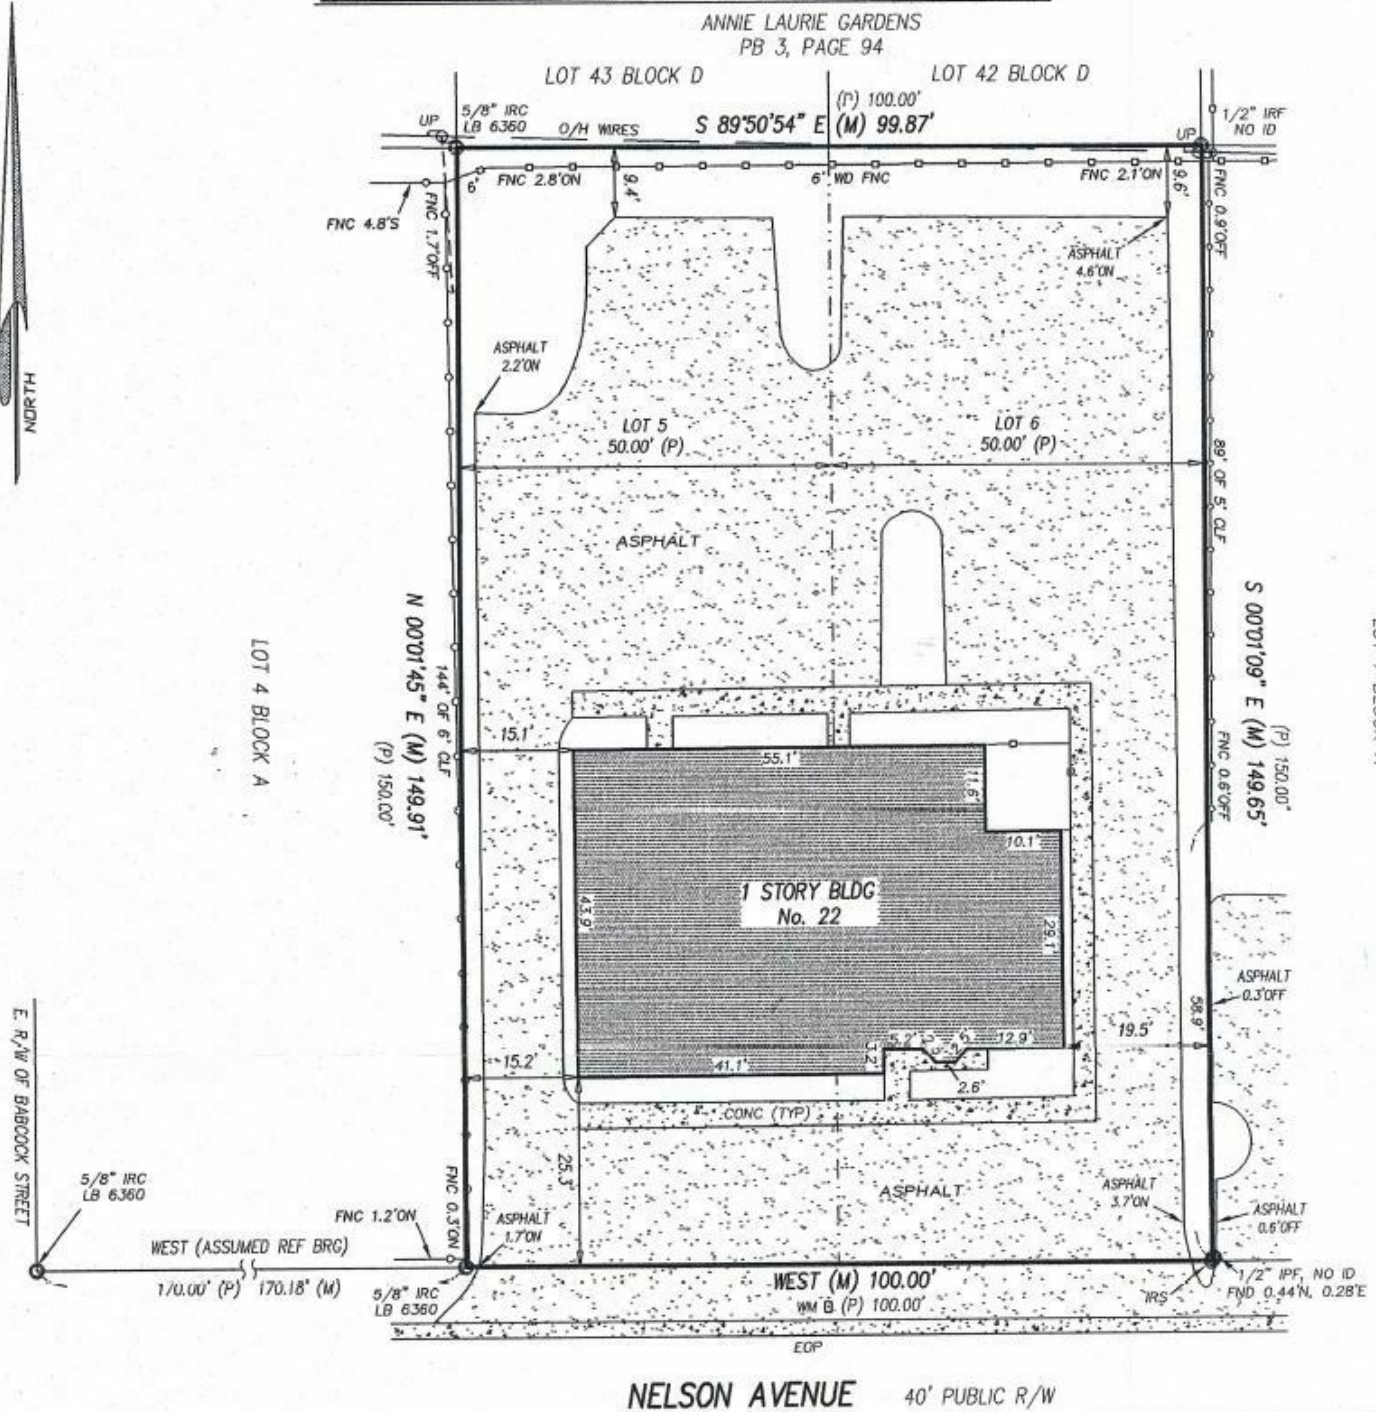 ANNIE LAURIE GARDENS
PB 3, PAGE 94
LOT 43 BLOCK D
LOT 42 BLOCK D
(P) 100.00'
S 89°50'54" E (M) 99.87'
5/8" IRC
LB 6360
UP
O/H WIRES
UP
1/2" IRF
NO ID
6'
FNC 2.8'ON
6' WD FNC
FNC 2.1'ON
9.4'
9.6'
FNC 4.8'S
FNC 1.7'OFF
FNC 0.9'OFF
ASPHALT
4.6'ON
NORTH
ASPHALT
2.2'ON
LOT 5
50.00' (P)
LOT 6
50.00' (P)
89' OF 5' CLF
ASPHALT
N 00°01'45" E (M) 149.91'
(P) 150.00'
144' OF 6' CLF
LOT 4 BLOCK A
S 00°01'09" E (M) 149.65'
(P) 150.00'
FNC 0.6'OFF
15.1'
55.1'
11.6'
10.1'
1 STORY BLDG
No. 22
43.9'
29.1'
ASPHALT
0.3'OFF
58.9'
19.5'
15.2'
41.1'
3.2'
5.2'
12.9'
2.6'
CONC (TYP)
25.3'
E. R/W OF BABCOCK STREET
5/8" IRC
LB 6360
FNC 0.3'ON
FNC 1.2'ON
ASPHALT
1.7'ON
ASPHALT
ASPHALT
3.7'ON
ASPHALT
0.6'OFF
WEST (ASSUMED REF BRG)
170.00' (P) 170.18' (M)
5/8" IRC
LB 6360
WEST (M) 100.00'
WM (P) 100.00'
IRS
1/2" IPF, NO ID
FND 0.44'N, 0.28'E
EOP
NELSON AVENUE 40' PUBLIC R/W